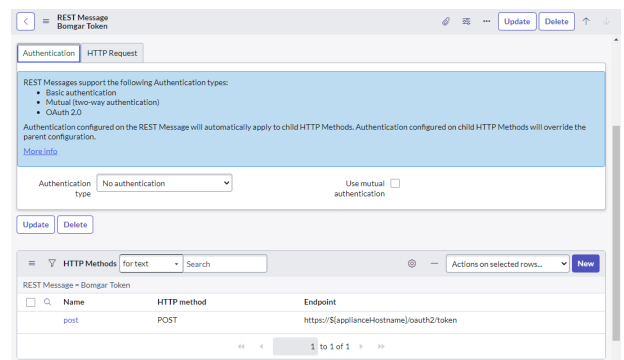 REST Message
Bomgar Token
Update Delete
Authentication HTTP Request
REST Messages support the following Authentication types:
• Basic authentication
• Mutual (two-way authentication)
• OAuth 2.0
Authentication configured on the REST Message will automatically apply to child HTTP Methods. Authentication configured on child HTTP Methods will override the
parent configuration.
More info
Authentication type No authentication Use mutual authentication
Update Delete
HTTP Methods for text Search Actions on selected rows... New
REST Message = Bomgar Token
Name HTTP method Endpoint
post POST https://${applianceHostname}/oauth2/token
1 to 1 of 1